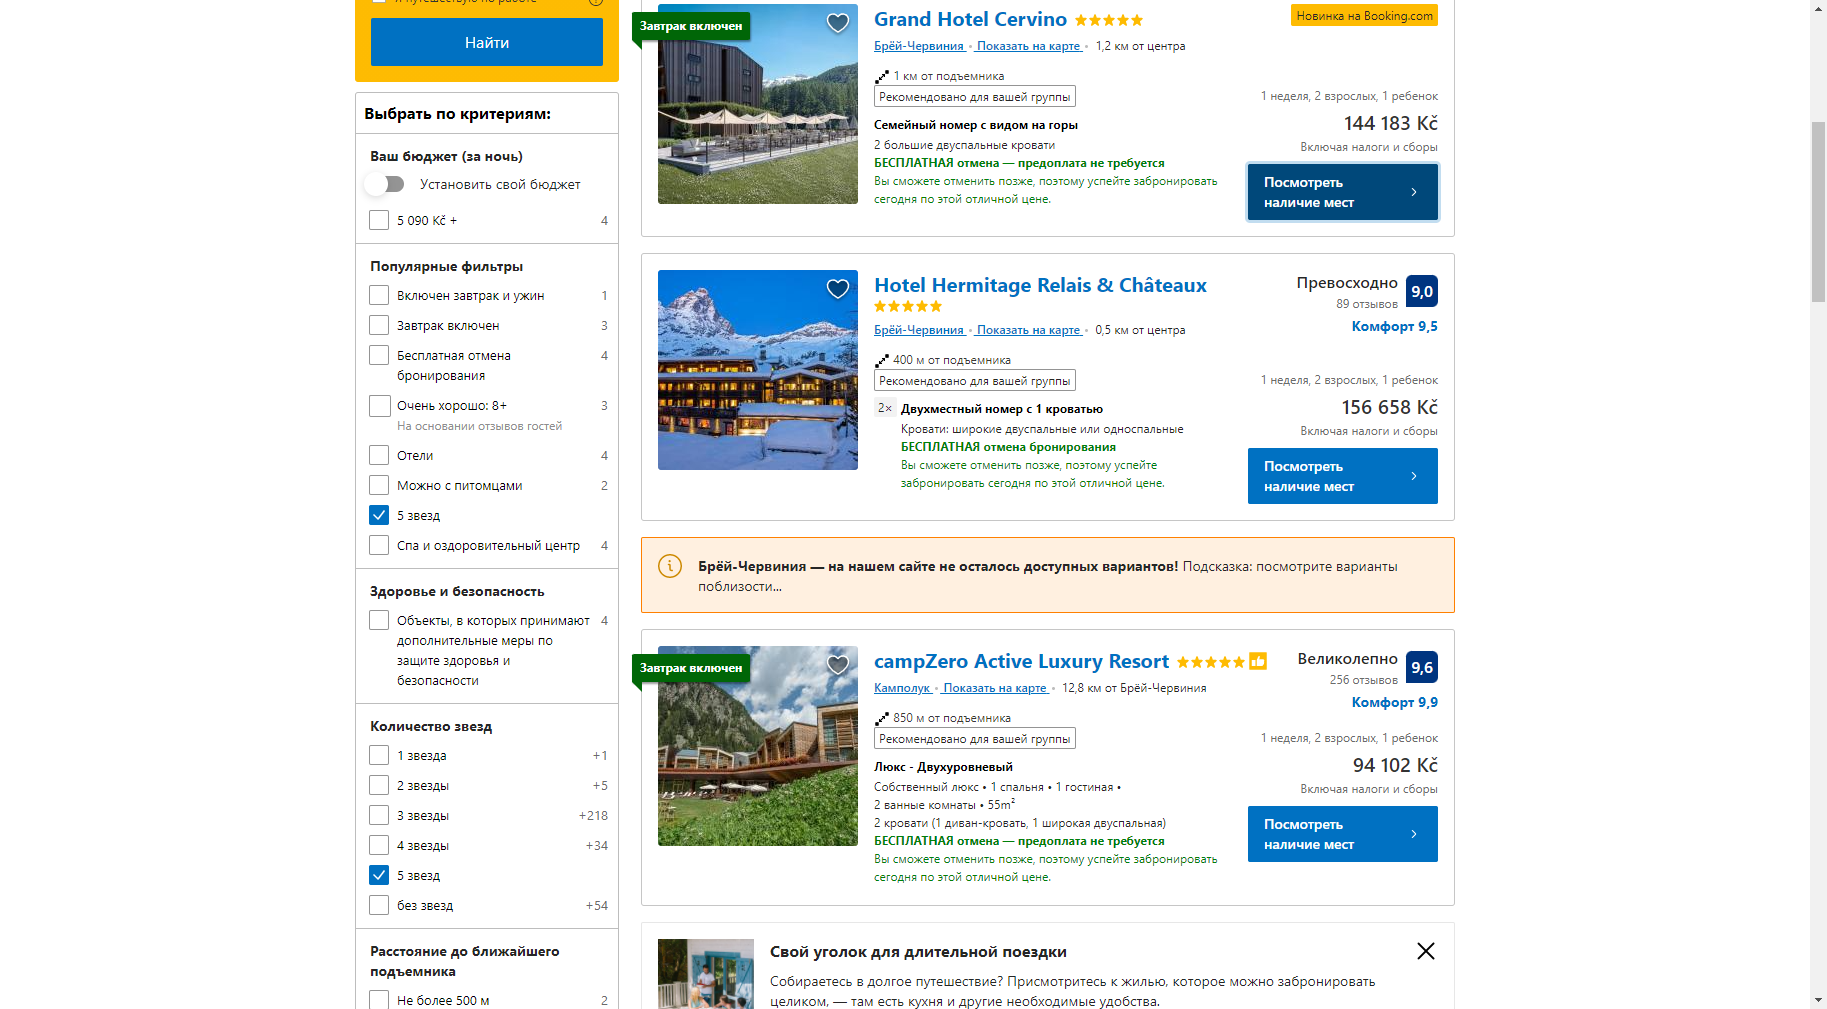 Найти
Выбрать по критериям:
Ваш бюджет (за ночь)
Установить свой бюджет
5 090 Kč + 4
Популярные фильтры
Включен завтрак и ужин 1
Завтрак включен 3
Бесплатная отмена 4
бронирования
Очень хорошо: 8+ 3
На основании отзывов гостей
Отели 4
Можно с питомцами 2
5 звезд
Спа и оздоровительный центр 4
Здоровье и безопасность
Объекты, в которых принимают 4
дополнительные меры по
защите здоровья и
безопасности
Количество звезд
1 звезда +1
2 звезды +5
3 звезды +218
4 звезды +34
5 звезд
без звезд +54
Расстояние до ближайшего
подъемника
Не более 500 м 2
Завтрак включен
Grand Hotel Cervino
Новинка на Booking.com
Брёй-Червиния • Показать на карте • 1,2 км от центра
1 км от подъемника
Рекомендовано для вашей группы
1 неделя, 2 взрослых, 1 ребенок
Семейный номер с видом на горы
144 183 Kč
2 большие двуспальные кровати
Включая налоги и сборы
БЕСПЛАТНАЯ отмена — предоплата не требуется
Вы сможете отменить позже, поэтому успейте забронировать
сегодня по этой отличной цене.
Посмотреть
наличие мест
Hotel Hermitage Relais & Châteaux
Превосходно 9,0
89 отзывов
Комфорт 9,5
Брёй-Червиния • Показать на карте • 0,5 км от центра
400 м от подъемника
Рекомендовано для вашей группы
1 неделя, 2 взрослых, 1 ребенок
2× Двухместный номер с 1 кроватью
156 658 Kč
Кровати: широкие двуспальные или односпальные
Включая налоги и сборы
БЕСПЛАТНАЯ отмена бронирования
Вы сможете отменить позже, поэтому успейте
забронировать сегодня по этой отличной цене.
Посмотреть
наличие мест
Брёй-Червиния — на нашем сайте не осталось доступных вариантов! Подсказка: посмотрите варианты
поблизости...
Завтрак включен
campZero Active Luxury Resort
Великолепно 9,6
256 отзывов
Комфорт 9,9
Камполук • Показать на карте • 12,8 км от Брёй-Червиния
850 м от подъемника
Рекомендовано для вашей группы
1 неделя, 2 взрослых, 1 ребенок
Люкс - Двухуровневый
94 102 Kč
Собственный люкс • 1 спальня • 1 гостиная •
Включая налоги и сборы
2 ванные комнаты • 55m²
2 кровати (1 диван-кровать, 1 широкая двуспальная)
БЕСПЛАТНАЯ отмена — предоплата не требуется
Вы сможете отменить позже, поэтому успейте забронировать
сегодня по этой отличной цене.
Посмотреть
наличие мест
Свой уголок для длительной поездки
Собираетесь в долгое путешествие? Присмотритесь к жилью, которое можно забронировать
целиком, — там есть кухня и другие необходимые удобства.